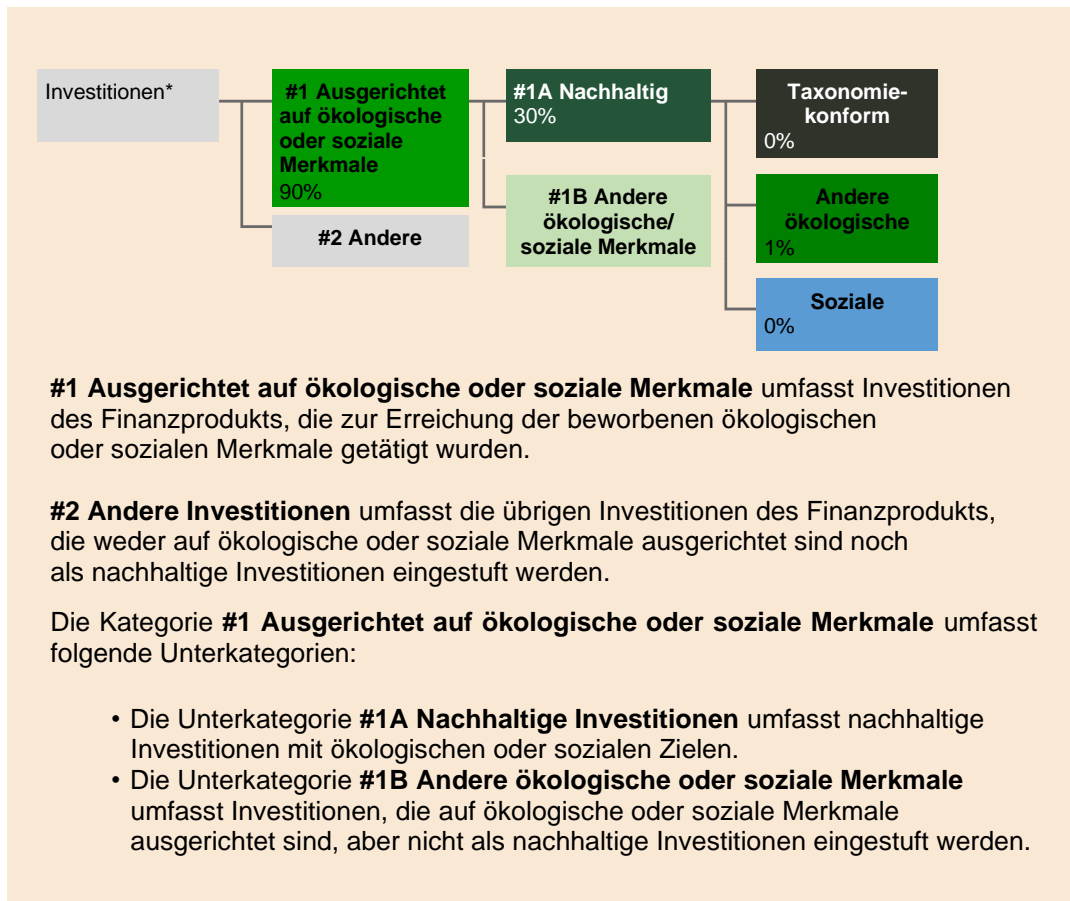 Investitionen*
#1 Ausgerichtet
auf ökologische
oder soziale
Merkmale
90%
#2 Andere
#1A Nachhaltig
30%
#1B Andere
ökologische/
soziale Merkmale
Taxonomie-
konform
0%
Andere
ökologische
1%
Soziale
0%
#1 Ausgerichtet auf ökologische oder soziale Merkmale umfasst Investitionen
des Finanzprodukts, die zur Erreichung der beworbenen ökologischen
oder sozialen Merkmale getätigt wurden.
#2 Andere Investitionen umfasst die übrigen Investitionen des Finanzprodukts,
die weder auf ökologische oder soziale Merkmale ausgerichtet sind noch
als nachhaltige Investitionen eingestuft werden.
Die Kategorie #1 Ausgerichtet auf ökologische oder soziale Merkmale umfasst
folgende Unterkategorien:
• Die Unterkategorie #1A Nachhaltige Investitionen umfasst nachhaltige
Investitionen mit ökologischen oder sozialen Zielen.
• Die Unterkategorie #1B Andere ökologische oder soziale Merkmale
umfasst Investitionen, die auf ökologische oder soziale Merkmale
ausgerichtet sind, aber nicht als nachhaltige Investitionen eingestuft werden.